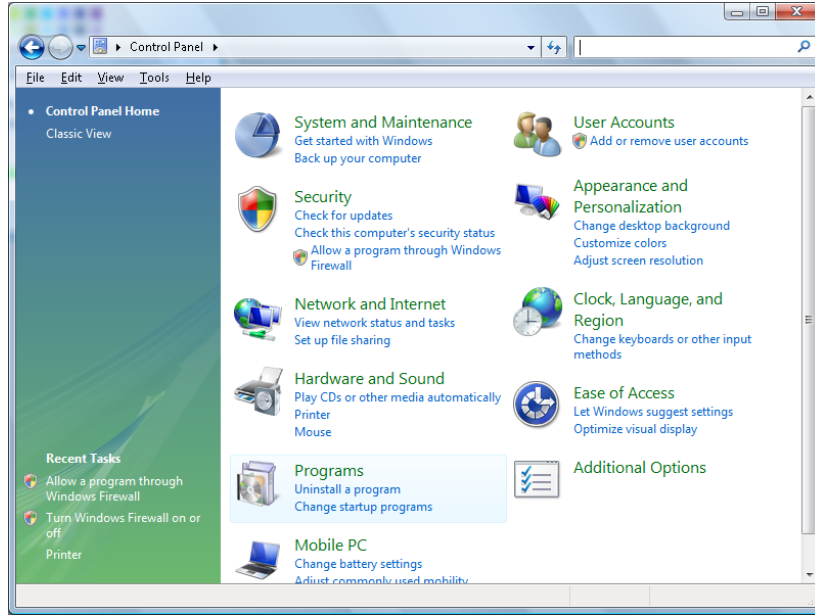 Control Panel
File Edit View Tools Help
Control Panel Home
Classic View
System and Maintenance
Get started with Windows
Back up your computer
Security
Check for updates
Check this computer's security status
Allow a program through Windows
Firewall
Network and Internet
View network status and tasks
Set up file sharing
Hardware and Sound
Play CDs or other media automatically
Printer
Mouse
Programs
Uninstall a program
Change startup programs
Mobile PC
Change battery settings
Adjust commonly used mobility
User Accounts
Add or remove user accounts
Appearance and
Personalization
Change desktop background
Customize colors
Adjust screen resolution
Clock, Language, and
Region
Change keyboards or other input
methods
Ease of Access
Let Windows suggest settings
Optimize visual display
Additional Options
Recent Tasks
Allow a program through
Windows Firewall
Turn Windows Firewall on or
off
Printer